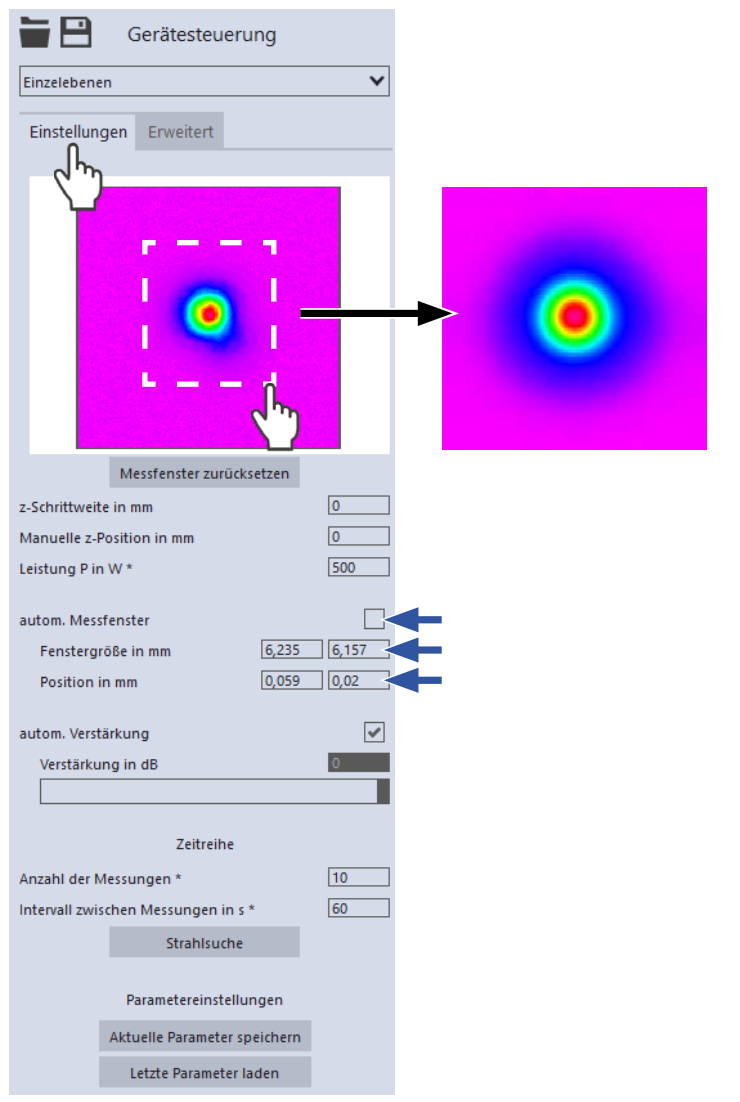 Gerätesteuerung
Einzelebenen
Einstellungen Erweitert
Messfenster zurücksetzen
z-Schrittweite in mm 0
Manuelle z-Position in mm 0
Leistung P in W * 500
autom. Messfenster
Fenstergröße in mm 6,235 6,157
Position in mm 0,059 0,02
autom. Verstärkung
Verstärkung in dB 0
Zeitreihe
Anzahl der Messungen * 10
Intervall zwischen Messungen in s * 60
Strahlsuche
Parametereinstellungen
Aktuelle Parameter speichern
Letzte Parameter laden